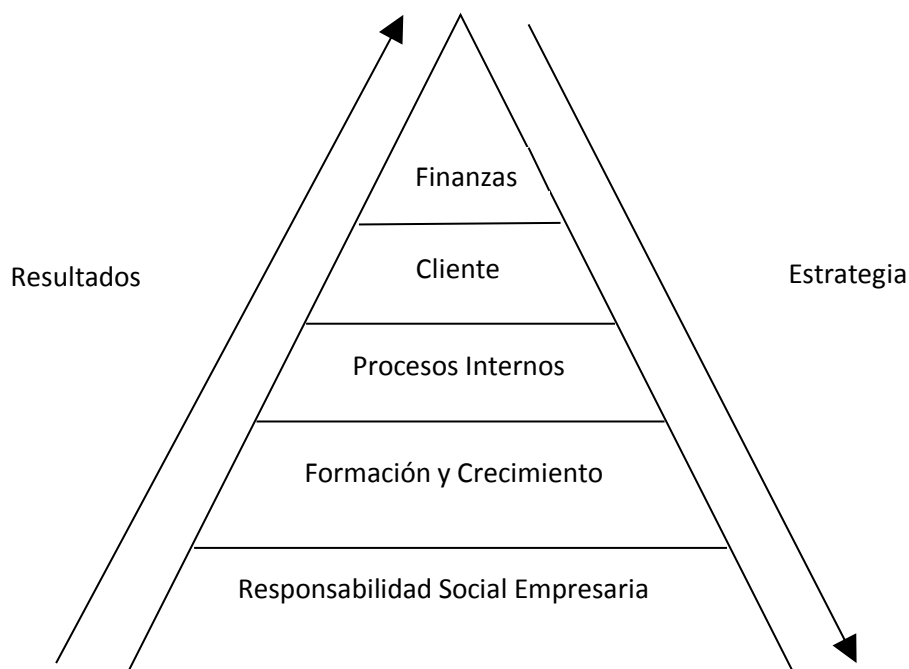 Finanzas
Cliente
Resultados
Estrategia
Procesos Internos
Formación y Crecimiento
Responsabilidad Social Empresaria